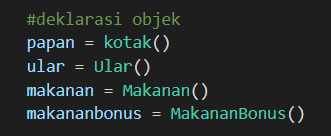 #deklarasi objek
papan = kotak()
ular = Ular()
makanan = Makanan()
makananbonus = MakananBonus()